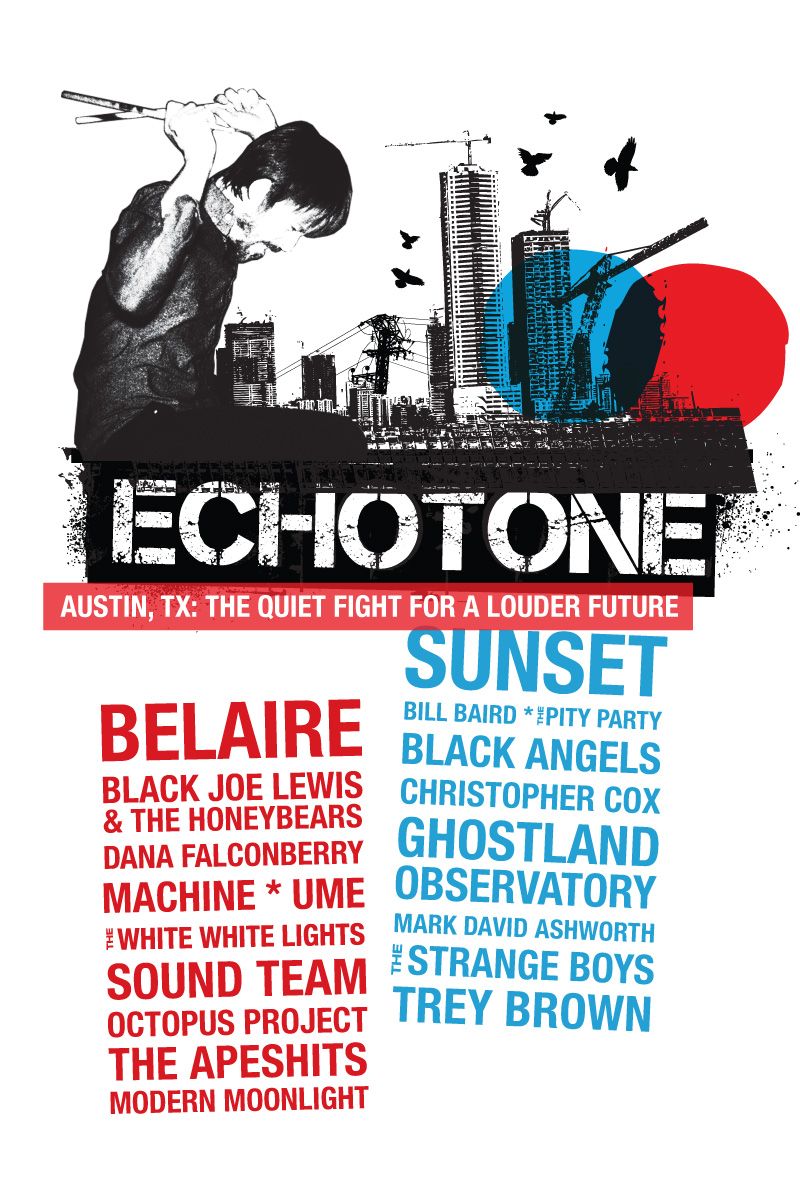 ECHOTONE
AUSTIN, TX: THE QUIET FIGHT FOR A LOUDER FUTURE
BELAIRE
BLACK JOE LEWIS
& THE HONEYBEARS
DANA FALCONBERRY
MACHINE * UME
THE WHITE WHITE LIGHTS
SOUND TEAM
OCTOPUS PROJECT
THE APESHITS
MODERN MOONLIGHT
SUNSET
BILL BAIRD * THE PITY PARTY
BLACK ANGELS
CHRISTOPHER COX
GHOSTLAND
OBSERVATORY
MARK DAVID ASHWORTH
THE STRANGE BOYS
TREY BROWN